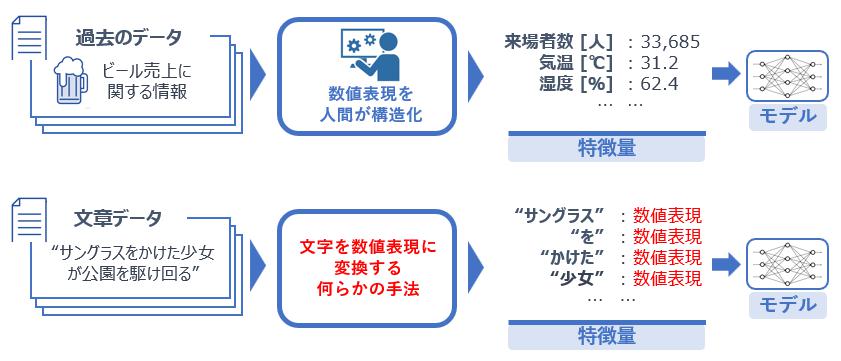 過去のデータ
ビール売上に
関する情報
数値表現を
人間が構造化
来場者数 [人] ：33,685
気温 [℃] ：31.2
湿度 [%] ：62.4
… …
特徴量
モデル
文章データ
“サングラスをかけた少女
が公園を駆け回る”
文字を数値表現に
変換する
何らかの手法
“サングラス” ：数値表現
“を” ：数値表現
“かけた” ：数値表現
“少女” ：数値表現
… …
特徴量
モデル